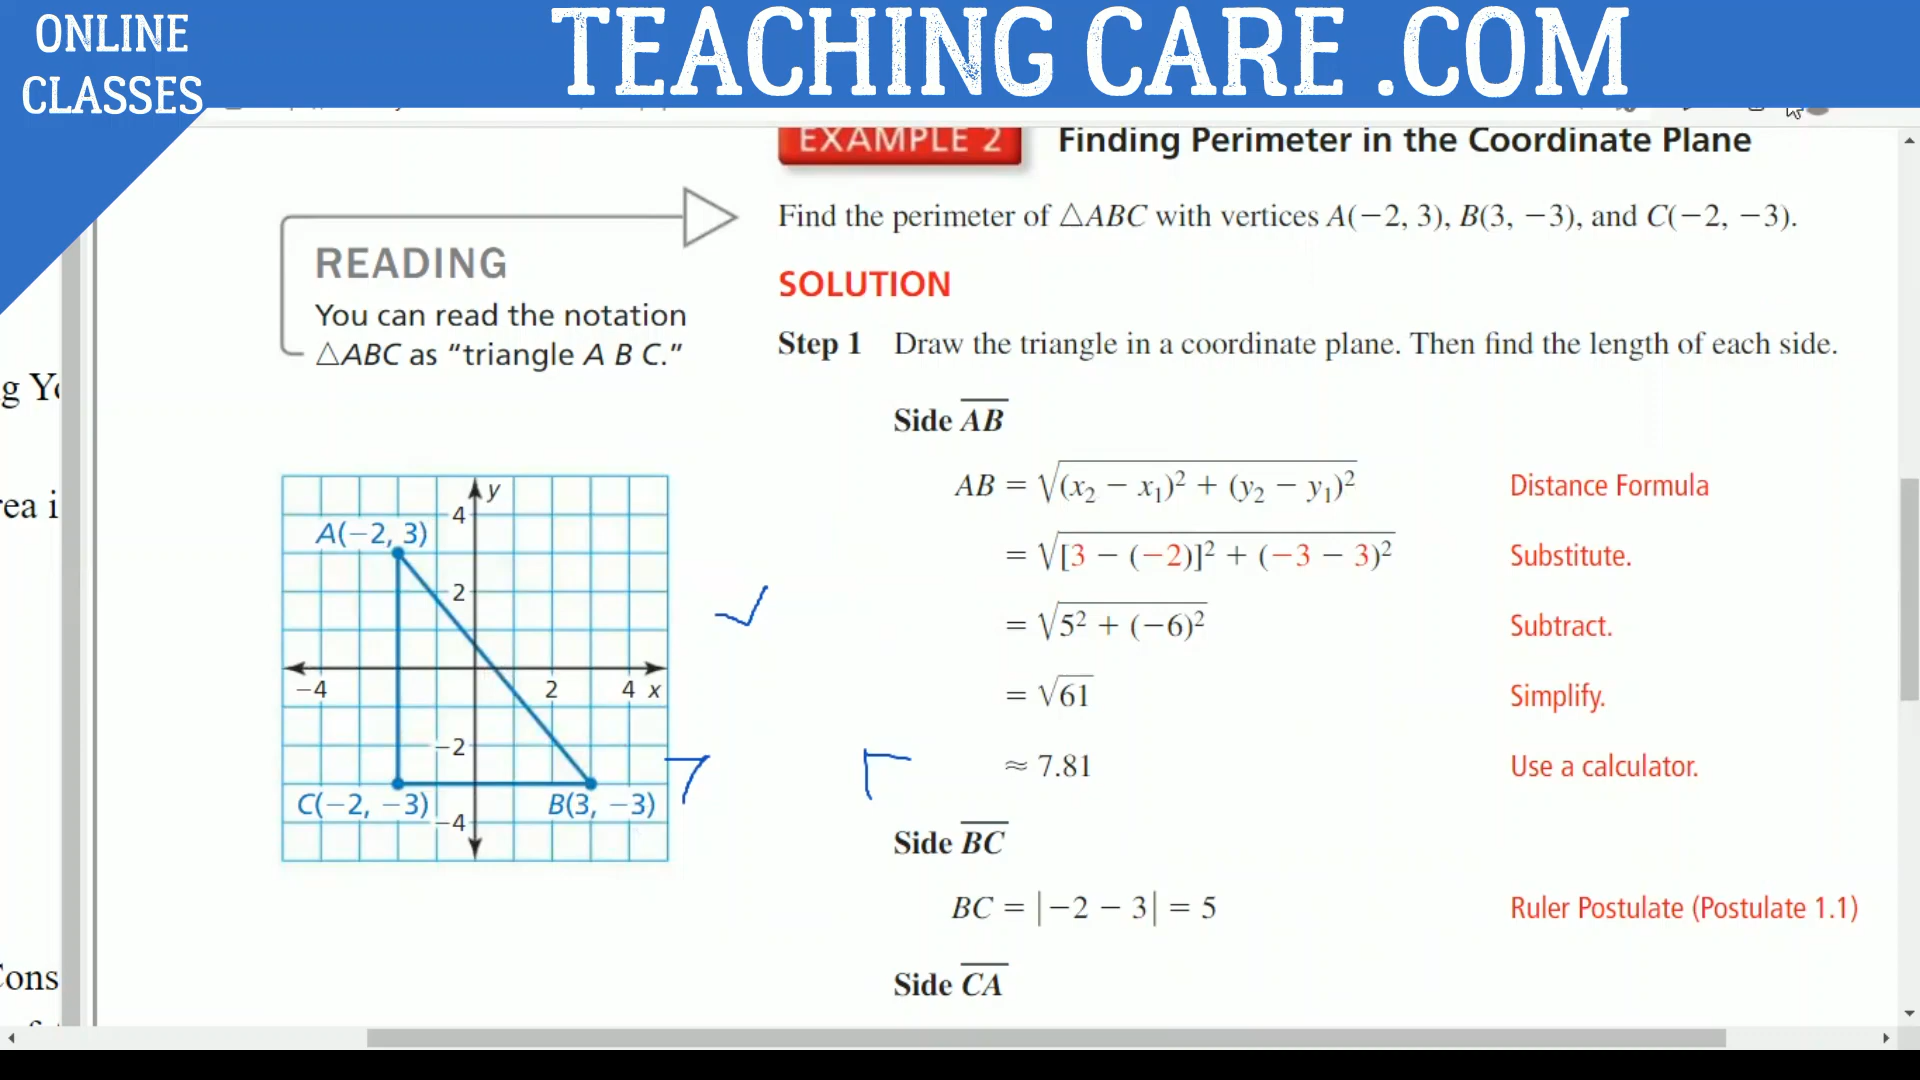 ONLINE
CLASSES
TEACHING CARE .COM
EXAMPLE 2 Finding Perimeter in the Coordinate Plane
Find the perimeter of △ABC with vertices A(−2, 3), B(3, −3), and C(−2, −3).
READING
You can read the notation
△ABC as “triangle A B C.”
SOLUTION
Step 1 Draw the triangle in a coordinate plane. Then find the length of each side.
Side AB
AB = √(x₂ − x₁)² + (y₂ − y₁)² Distance Formula
= √[3 − (−2)]² + (−3 − 3)² Substitute.
= √5² + (−6)² Subtract.
= √61 Simplify.
≈ 7.81 Use a calculator.
Side BC
BC = |−2 − 3| = 5 Ruler Postulate (Postulate 1.1)
Side CA
y
4
A(−2, 3)
2
−4 2 4 x
−2
C(−2, −3) B(3, −3)
−4
g Yo
rea i
Cons